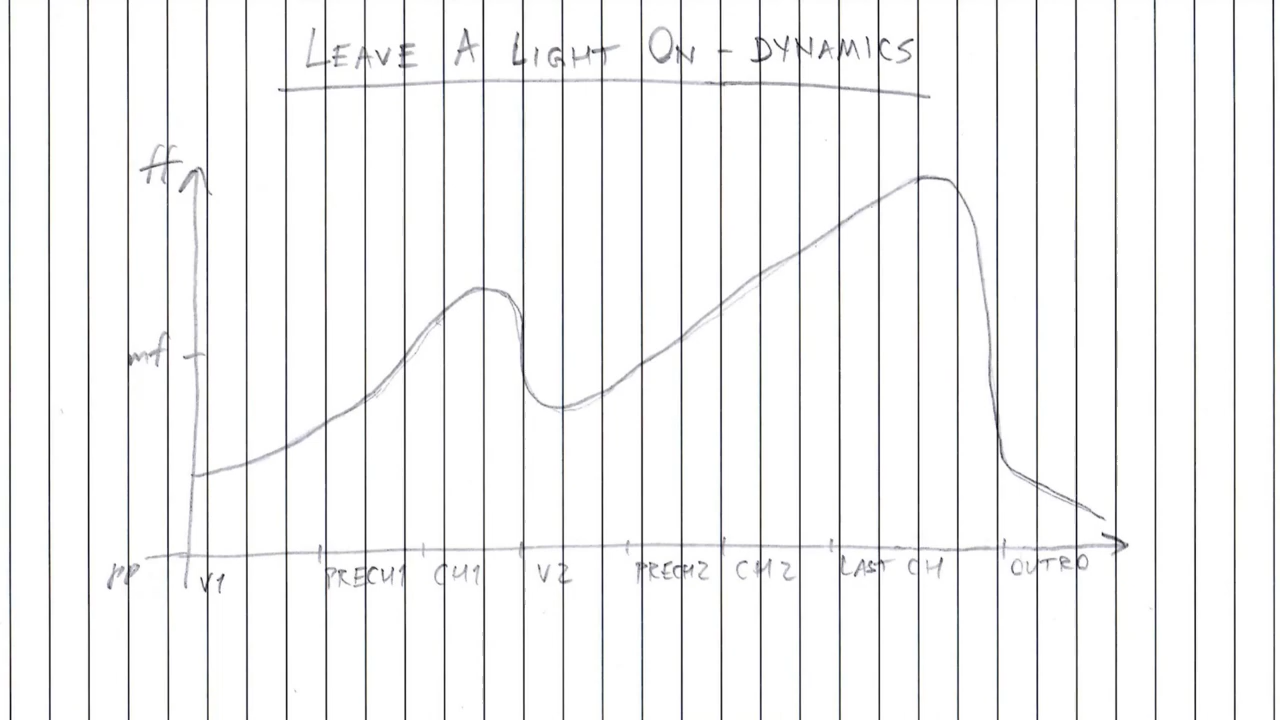 LEAVE A LIGHT ON - DYNAMICS
ff
mf
pp V1 PRECH1 CH1 V2 PRECH2 CH2 LAST CH OUTRO